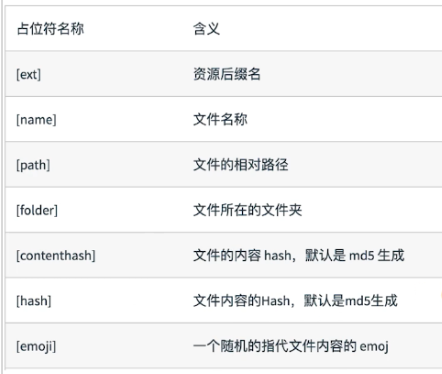 占位符名称 含义
[ext] 资源后缀名
[name] 文件名称
[path] 文件的相对路径
[folder] 文件所在的文件夹
[contenthash] 文件的内容 hash，默认是 md5 生成
[hash] 文件内容的Hash，默认是md5生成
[emoji] 一个随机的指代文件内容的 emoj